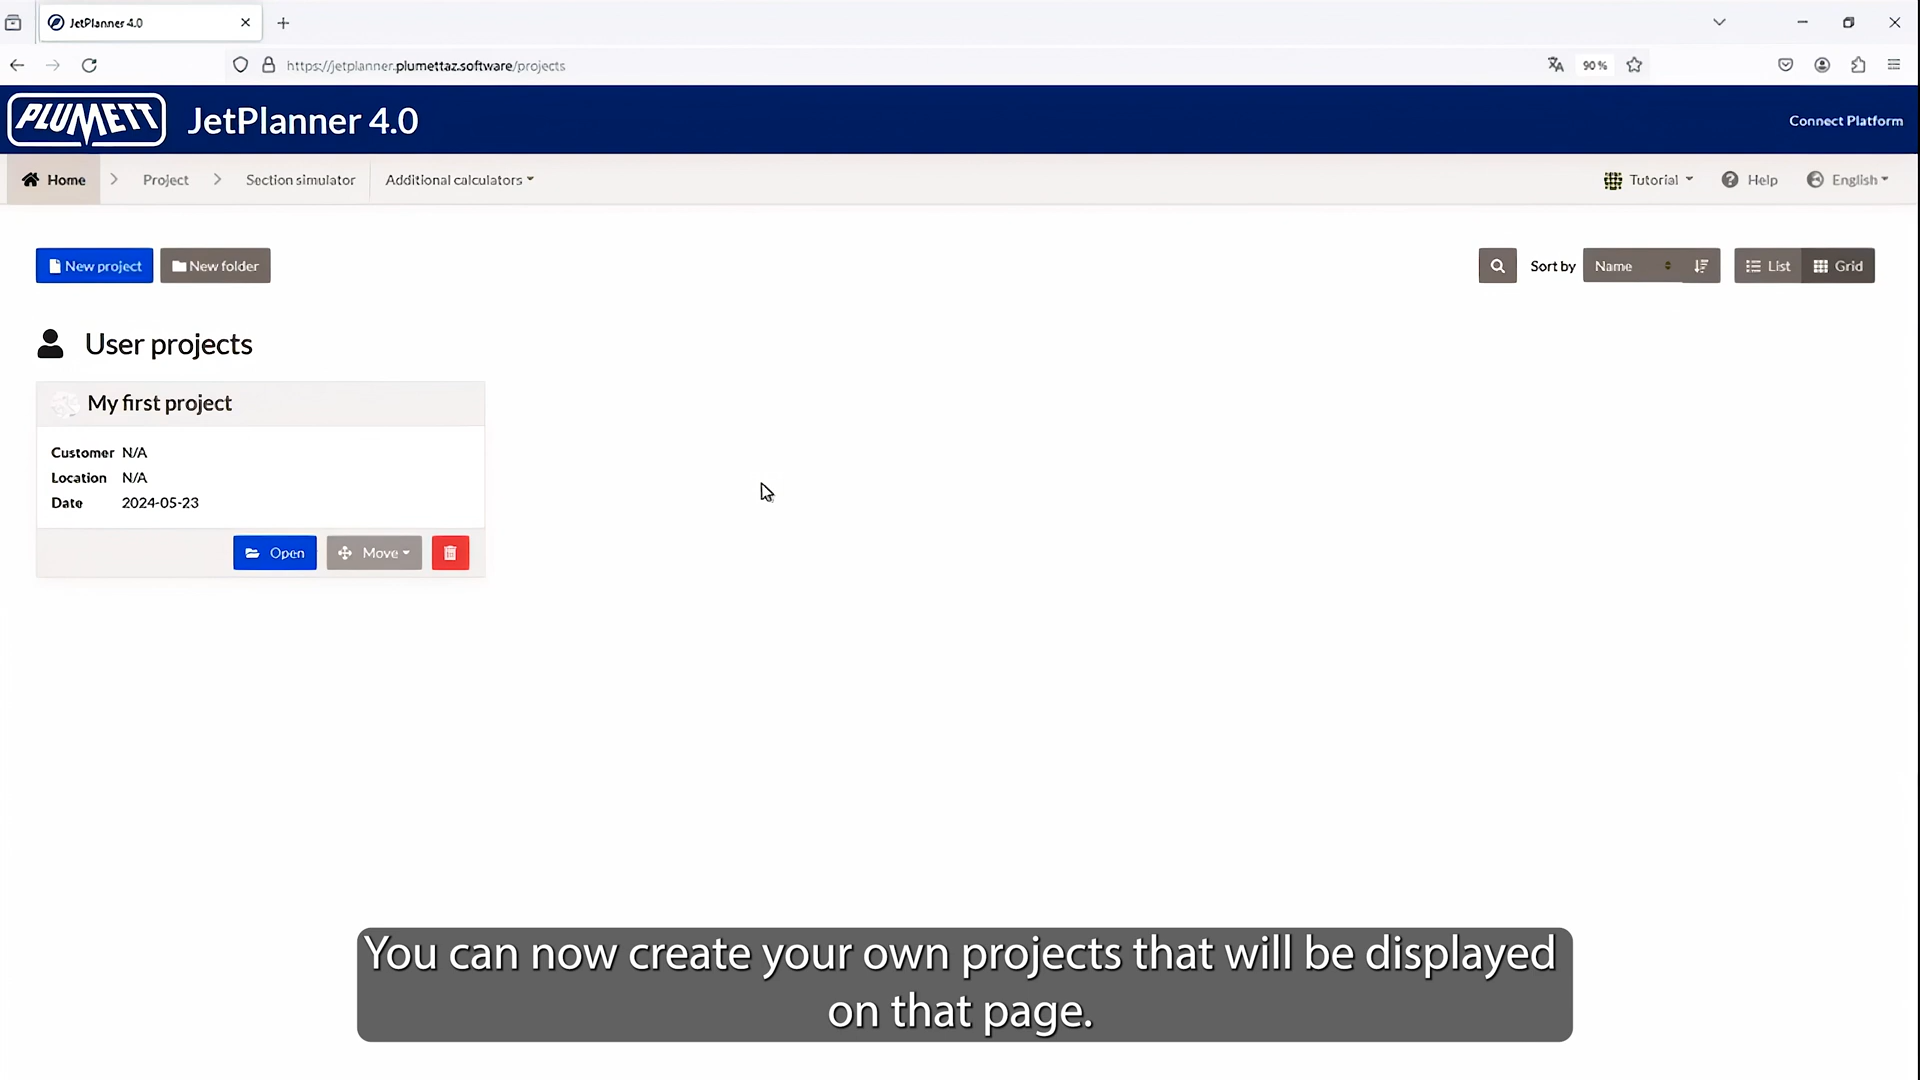 JetPlanner 4.0
https://jetplanner.plumettaz.software/projects
90%
PLUMETT
JetPlanner 4.0
Connect Platform
Home
Project
Section simulator
Additional calculators
Tutorial
Help
English
New project
New folder
Sort by
Name
List
Grid
User projects
My first project
Customer N/A
Location N/A
Date 2024-05-23
Open
Move
You can now create your own projects that will be displayed
on that page.